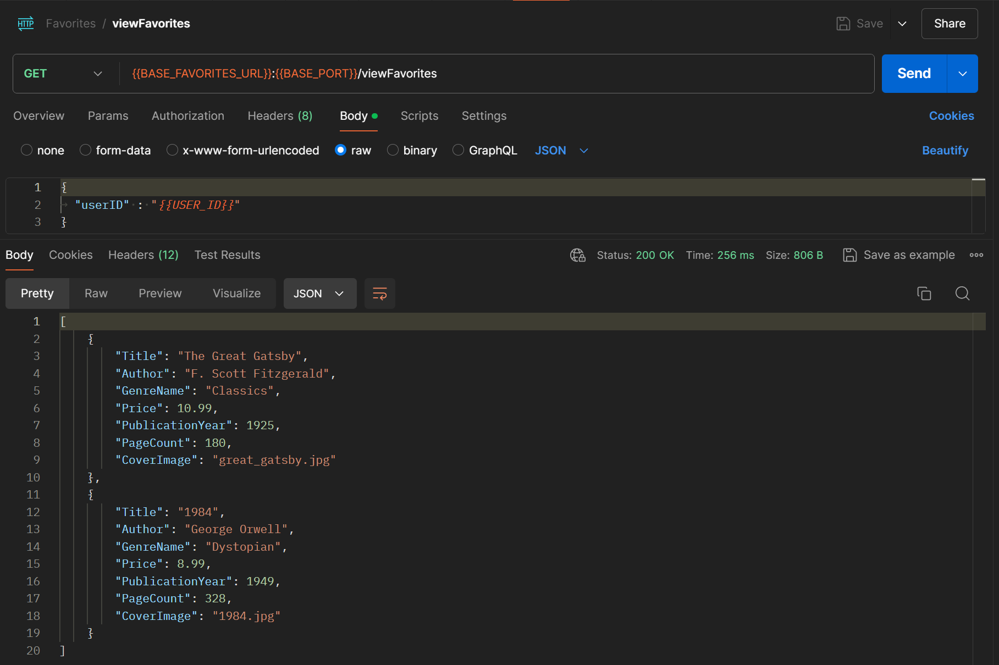 HTTP Favorites / viewFavorites Save Share
GET {{BASE_FAVORITES_URL}}:{{BASE_PORT}}/viewFavorites Send
Overview Params Authorization Headers (8) Body Scripts Settings Cookies
none form-data x-www-form-urlencoded raw binary GraphQL JSON Beautify
1 {
2 "userID" : "{{USER_ID}}"
3 }
Body Cookies Headers (12) Test Results Status: 200 OK Time: 256 ms Size: 806 B Save as example
Pretty Raw Preview Visualize JSON
1 [
2 {
3 "Title": "The Great Gatsby",
4 "Author": "F. Scott Fitzgerald",
5 "GenreName": "Classics",
6 "Price": 10.99,
7 "PublicationYear": 1925,
8 "PageCount": 180,
9 "CoverImage": "great_gatsby.jpg"
10 },
11 {
12 "Title": "1984",
13 "Author": "George Orwell",
14 "GenreName": "Dystopian",
15 "Price": 8.99,
16 "PublicationYear": 1949,
17 "PageCount": 328,
18 "CoverImage": "1984.jpg"
19 }
20 ]